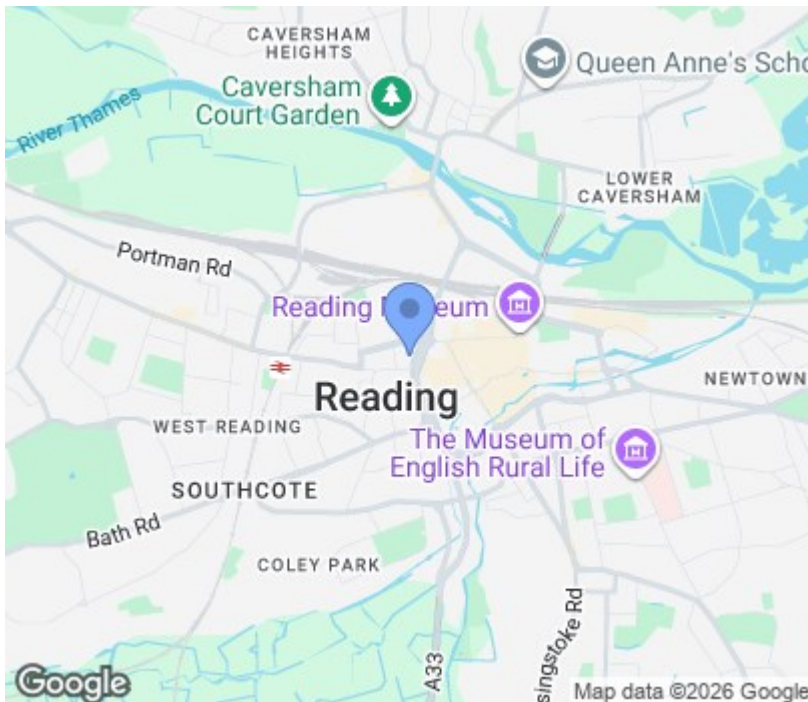 CAVERSHAM
HEIGHTS
Queen Anne's Scho
Caversham
Court Garden
River Thames
LOWER
CAVERSHAM
Portman Rd
Reading M eum
Reading
NEWTOWN
WEST READING
The Museum of
English Rural Life
SOUTHCOTE
Bath Rd
COLEY PARK
A33
singstoke Rd
Google
Map data ©2026 Google